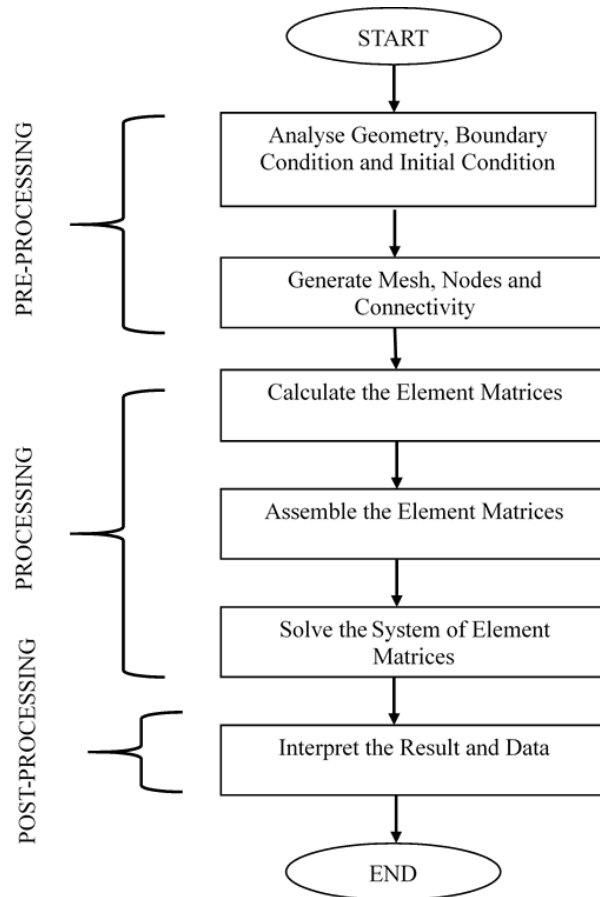 START
PRE-PROCESSING
Analyse Geometry, Boundary
Condition and Initial Condition
Generate Mesh, Nodes and
Connectivity
PROCESSING
Calculate the Element Matrices
Assemble the Element Matrices
Solve the System of Element
Matrices
POST-PROCESSING
Interpret the Result and Data
END